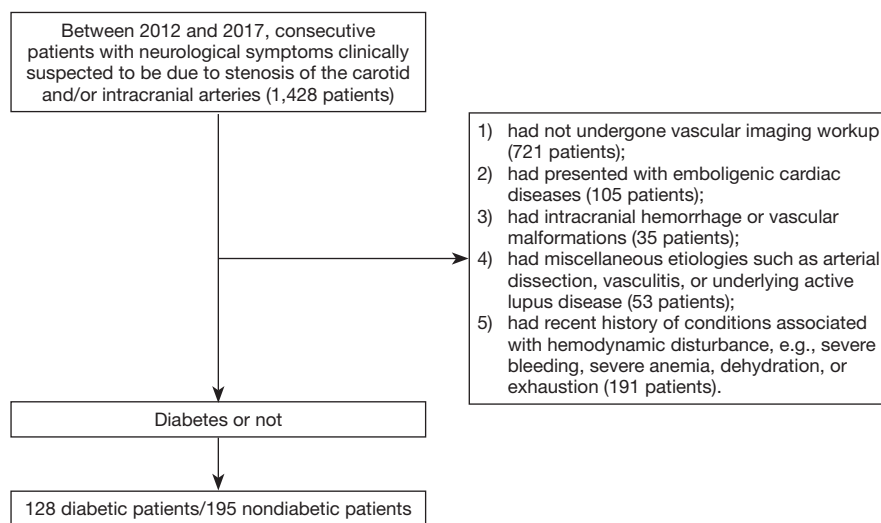 Between 2012 and 2017, consecutive
patients with neurological symptoms clinically
suspected to be due to stenosis of the carotid
and/or intracranial arteries (1,428 patients)
1) had not undergone vascular imaging workup
(721 patients);
2) had presented with emboligenic cardiac
diseases (105 patients);
3) had intracranial hemorrhage or vascular
malformations (35 patients);
4) had miscellaneous etiologies such as arterial
dissection, vasculitis, or underlying active
lupus disease (53 patients);
5) had recent history of conditions associated
with hemodynamic disturbance, e.g., severe
bleeding, severe anemia, dehydration, or
exhaustion (191 patients).
Diabetes or not
128 diabetic patients/195 nondiabetic patients